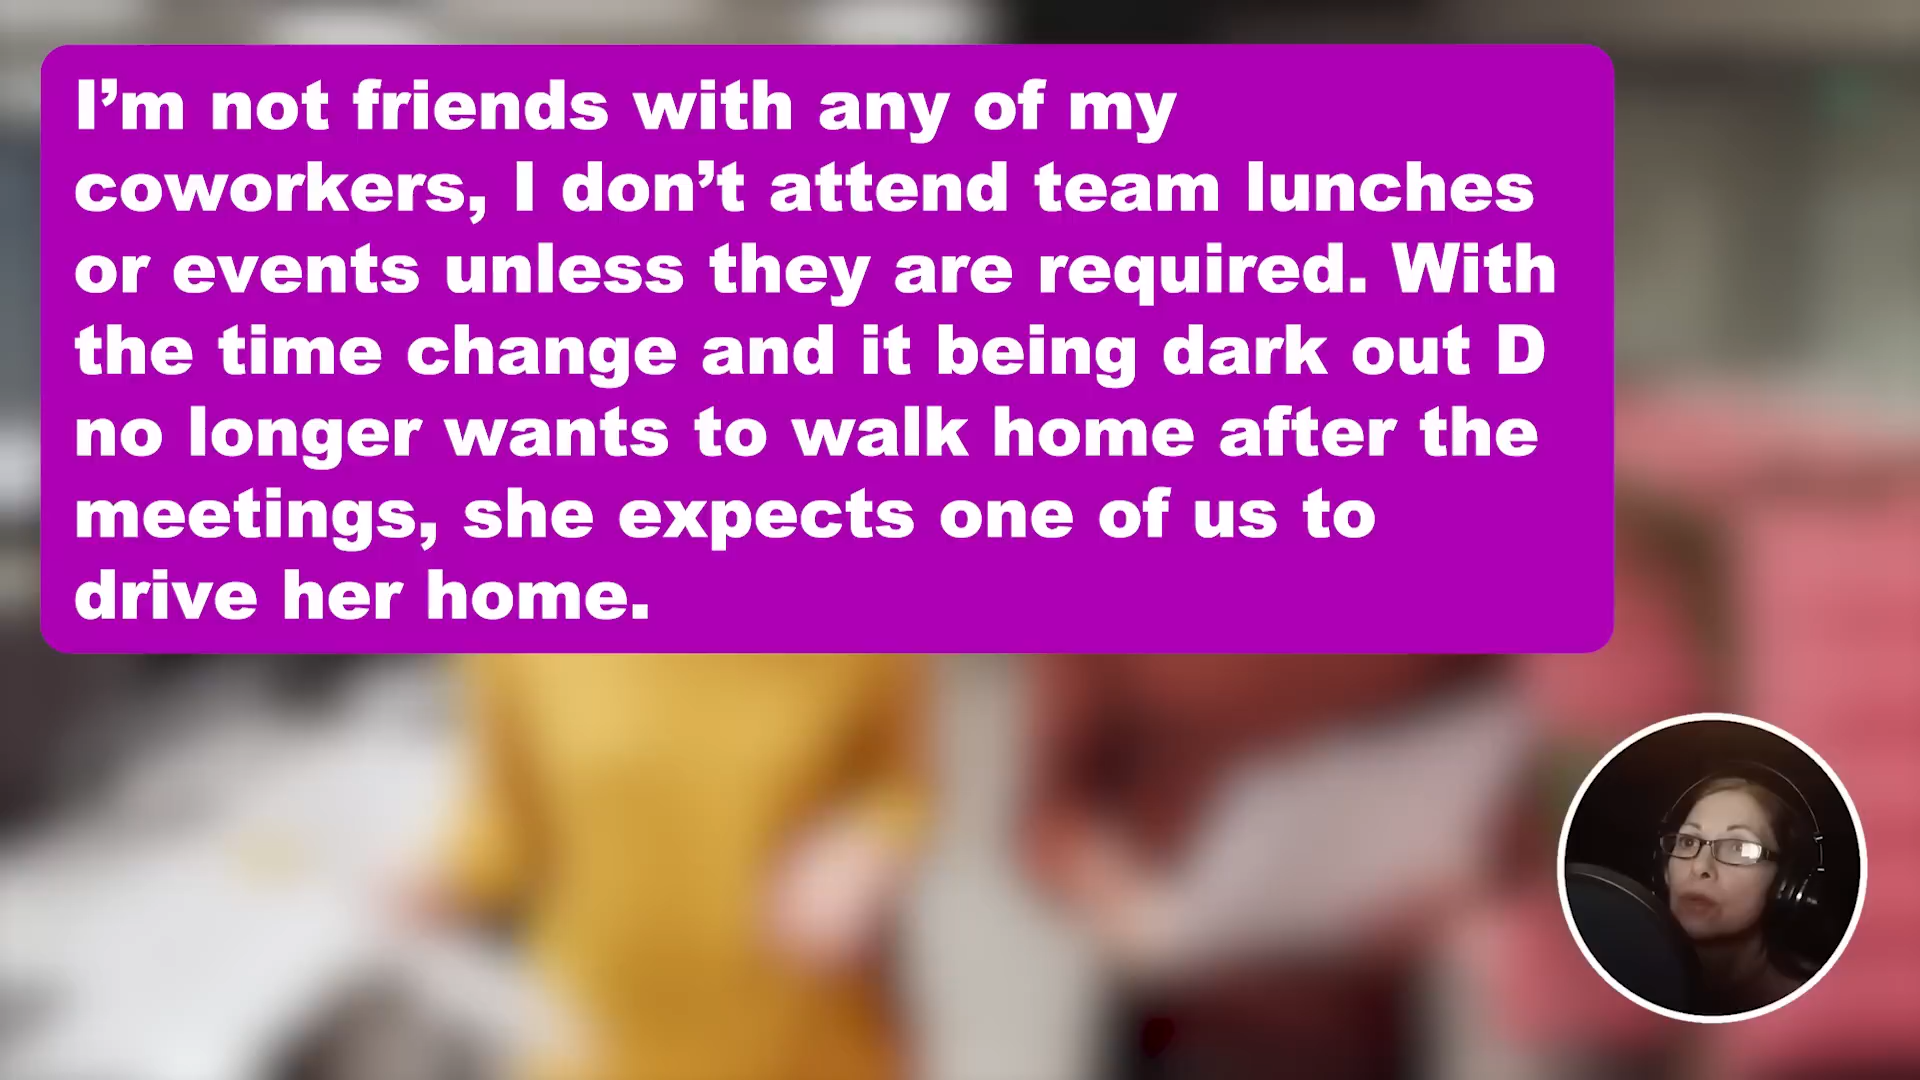 I’m not friends with any of my
coworkers, I don’t attend team lunches
or events unless they are required. With
the time change and it being dark out D
no longer wants to walk home after the
meetings, she expects one of us to
drive her home.